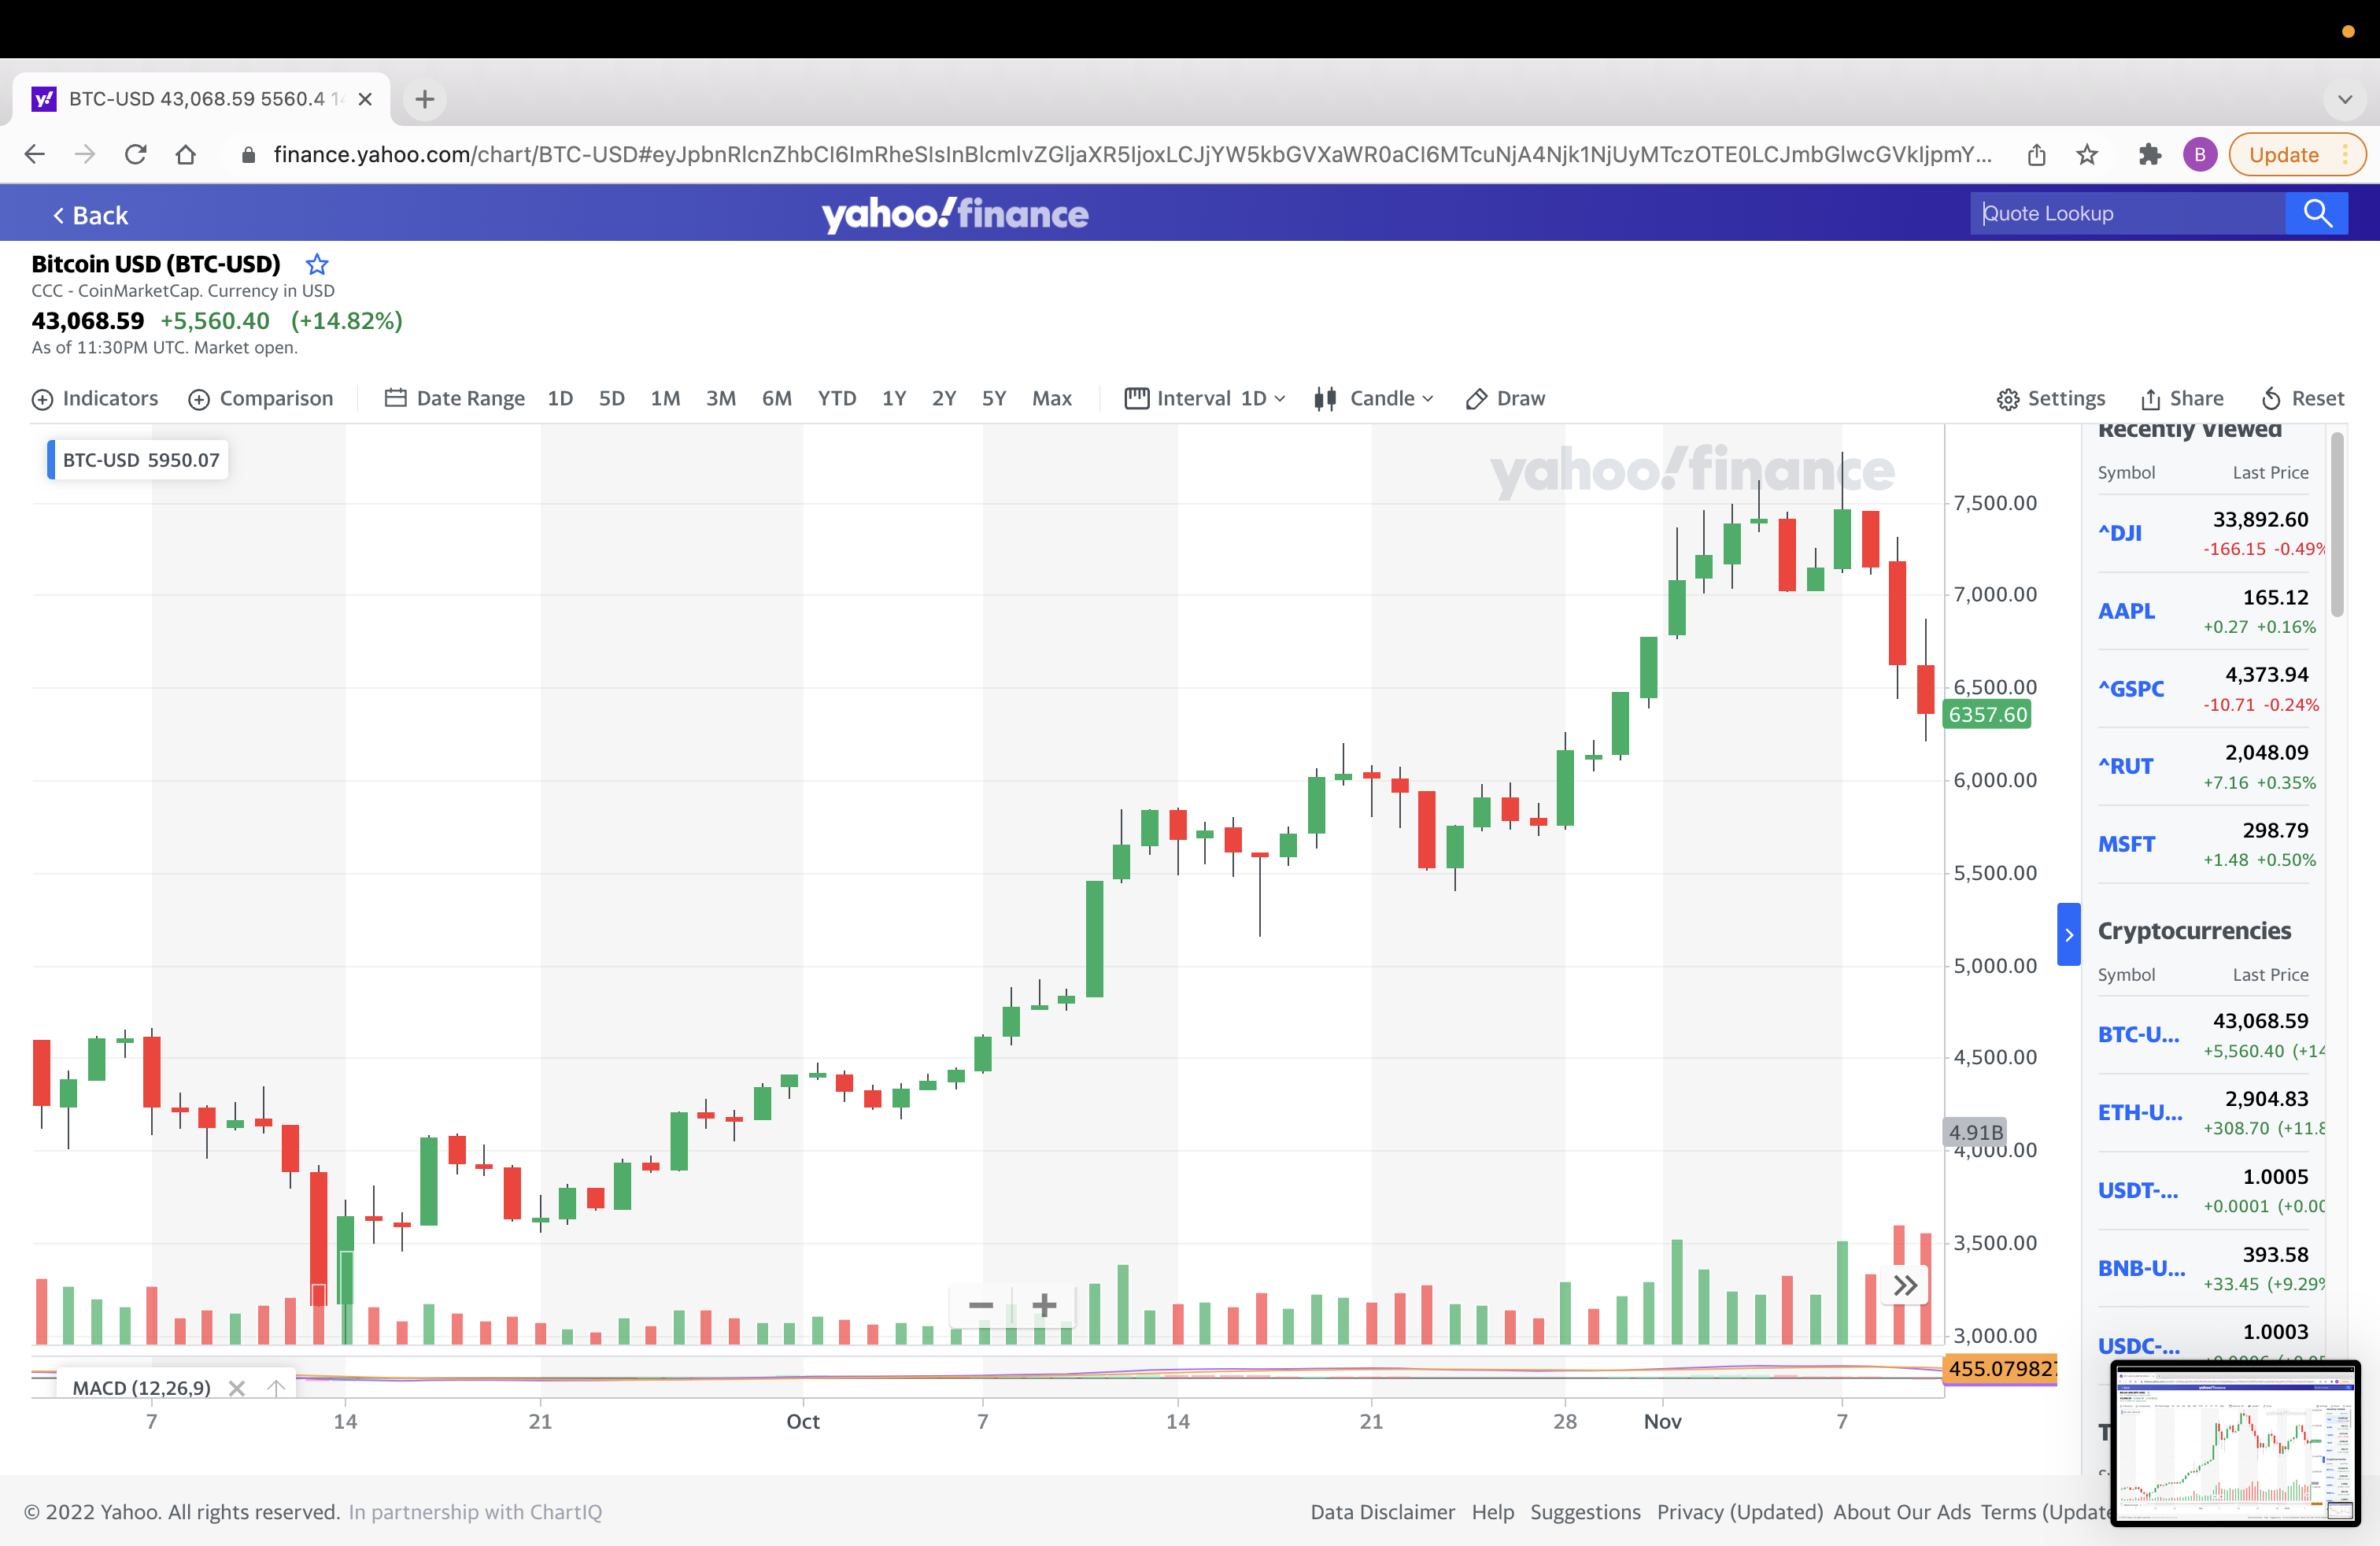 BTC-USD 43,068.59 5560.4
finance.yahoo.com/chart/BTC-USD#eyJpbnRlcnZhbCI6ImRheSIsInBlcmlvZGljaXR5IjoxLCJjYW5kbGVXaWR0aCI6MTcuNjA4Njk1NjUyMTczOTE0LCJmbGlwcGVkIjpmY...
B
Update
Back
yahoo!finance
Quote Lookup
Bitcoin USD (BTC-USD)
CCC - CoinMarketCap. Currency in USD
43,068.59 +5,560.40 (+14.82%)
As of 11:30PM UTC. Market open.
Indicators Comparison Date Range 1D 5D 1M 3M 6M YTD 1Y 2Y 5Y Max Interval 1D Candle Draw Settings Share Reset
BTC-USD 5950.07
yahoo!finance
7,500.00
7,000.00
6,500.00
6357.60
6,000.00
5,500.00
5,000.00
4,500.00
4.91B
4,000.00
3,500.00
3,000.00
455.079827
MACD (12,26,9)
7 14 21 Oct 7 14 21 28 Nov 7
Recently Viewed
Symbol Last Price
^DJI 33,892.60
-166.15 -0.49%
AAPL 165.12
+0.27 +0.16%
^GSPC 4,373.94
-10.71 -0.24%
^RUT 2,048.09
+7.16 +0.35%
MSFT 298.79
+1.48 +0.50%
Cryptocurrencies
Symbol Last Price
BTC-U... 43,068.59
+5,560.40 (+14
ETH-U... 2,904.83
+308.70 (+11.8
USDT-... 1.0005
+0.0001 (+0.00
BNB-U... 393.58
+33.45 (+9.29%
USDC-... 1.0003
© 2022 Yahoo. All rights reserved. In partnership with ChartIQ
Data Disclaimer Help Suggestions Privacy (Updated) About Our Ads Terms (Update